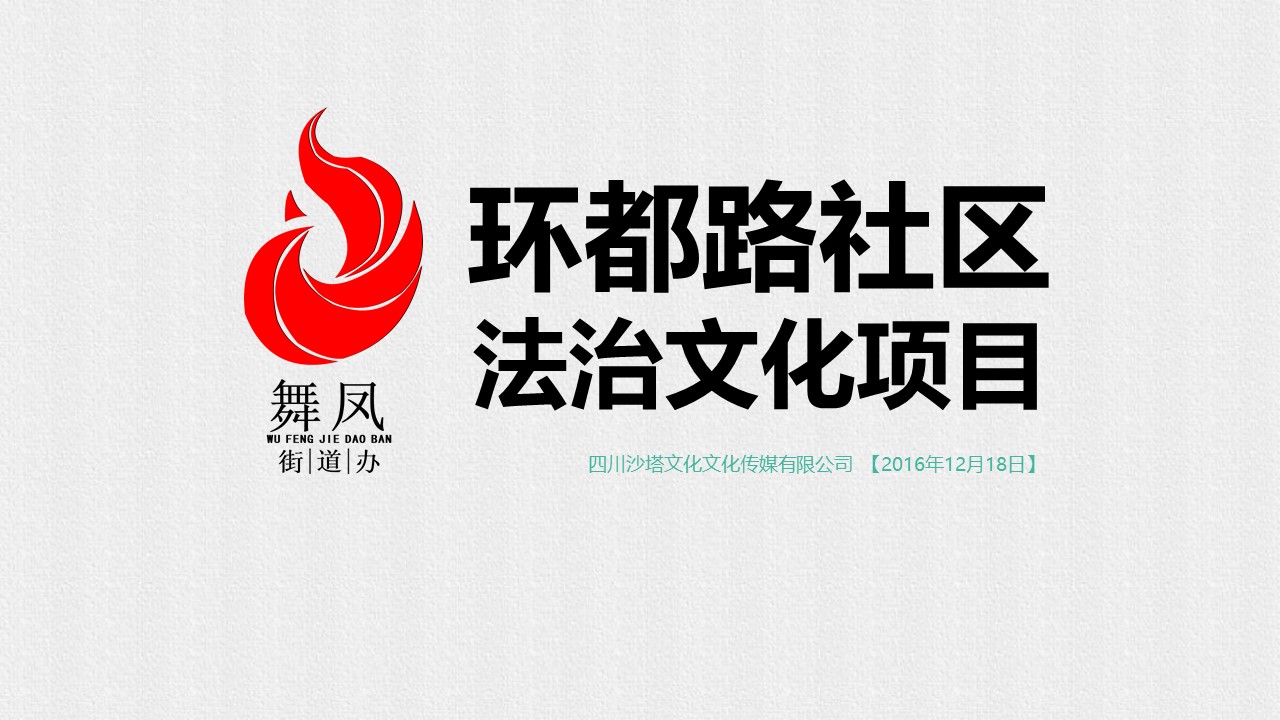 环都路社区
法治文化项目
舞凤
WU FENG JIE DAO BAN
街|道|办
四川沙塔文化文化传媒有限公司 【2016年12月18日】